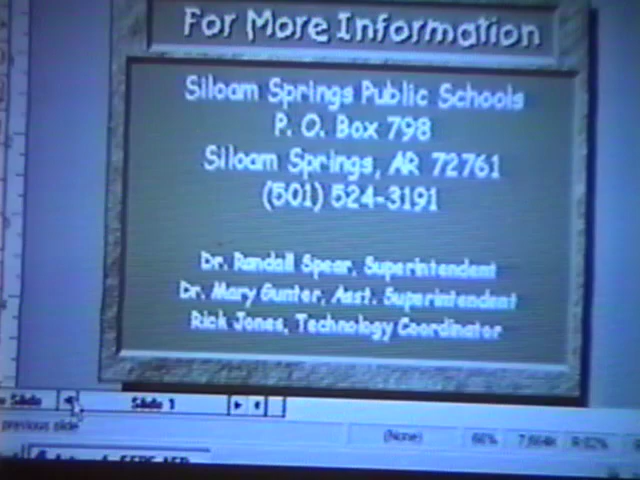 For More Information
Siloam Springs Public Schools
P. O. Box 798
Siloam Springs, AR 72761
(501) 524-3191
Dr. Randall Spear, Superintendent
Dr. Mary Gunter, Asst. Superintendent
Rick Jones, Technology Coordinator
Slide
Slide 1
previous slide
(None)
66%